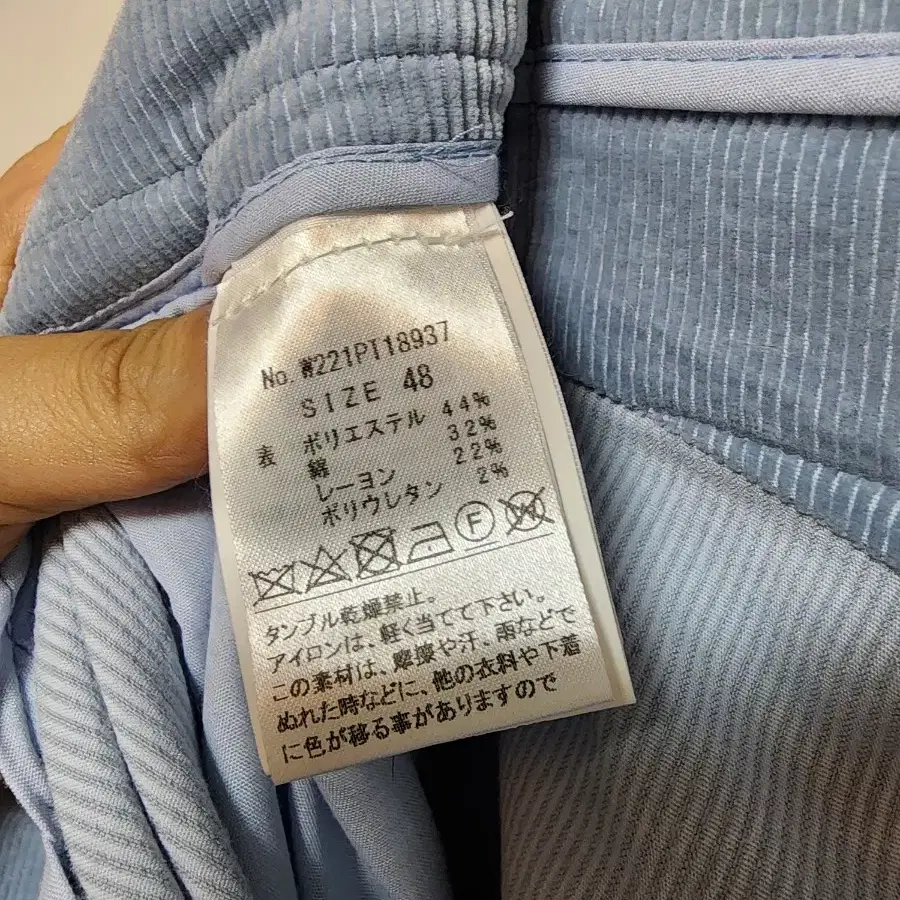 No. W221PT18937
SIZE 48
表 ポリエステル 44%
綿 32%
レーヨン 22%
ポリウレタン 2%
F W
タンブル乾燥禁止。
アイロンは、軽く当てて下さい。
この素材は、摩擦や汗、雨などで
ぬれた時などに、他の衣料や下着
に色が移る事がありますので